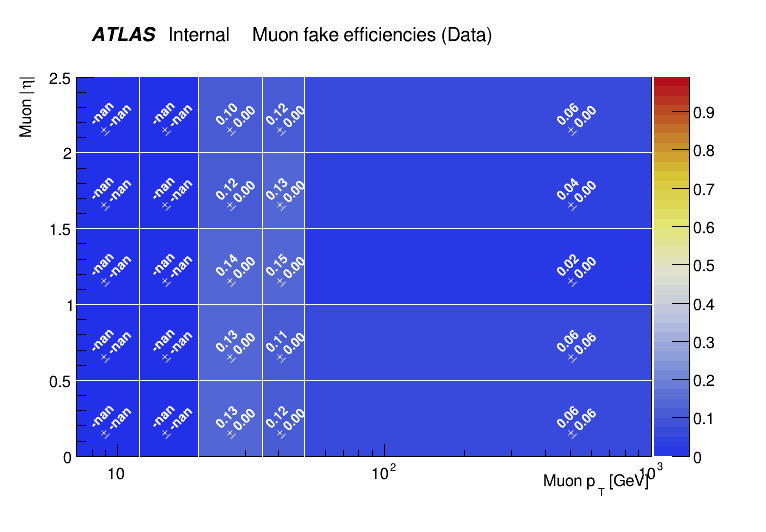 ATLAS Internal Muon fake efficiencies (Data)
Muon |η|
2.5
2
1.5
1
0.5
0
-nan ± -nan
-nan ± -nan
0.10 ± 0.00
0.12 ± 0.00
0.06 ± 0.00
-nan ± -nan
-nan ± -nan
0.12 ± 0.00
0.13 ± 0.00
0.04 ± 0.00
-nan ± -nan
-nan ± -nan
0.14 ± 0.00
0.15 ± 0.00
0.02 ± 0.00
-nan ± -nan
-nan ± -nan
0.13 ± 0.00
0.11 ± 0.00
0.06 ± 0.06
-nan ± -nan
-nan ± -nan
0.13 ± 0.00
0.12 ± 0.00
0.06 ± 0.06
0.9
0.8
0.7
0.6
0.5
0.4
0.3
0.2
0.1
0
10
10²
10³
Muon p_T [GeV]